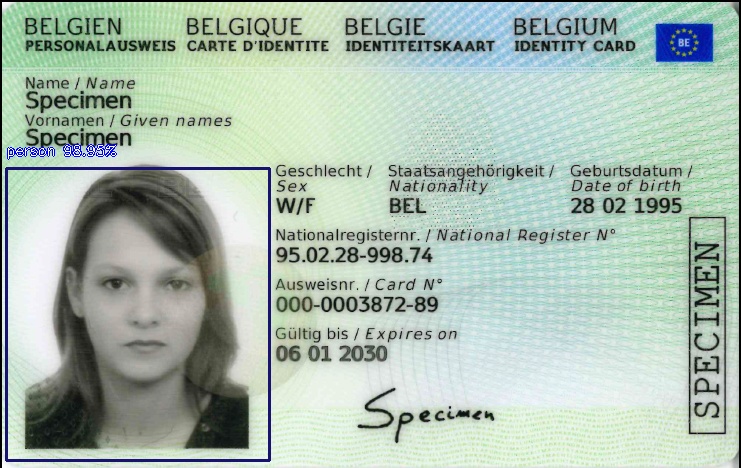 BELGIEN BELGIQUE BELGIE BELGIUM
PERSONALAUSWEIS CARTE D'IDENTITE IDENTITEITSKAART IDENTITY CARD
BE
Name / Name
Specimen
Vornamen / Given names
Specimen
person 98.95%
Geschlecht / Staatsangehörigkeit / Geburtsdatum /
Sex Nationality Date of birth
W/F BEL 28 02 1995
Nationalregisternr. / National Register N°
95.02.28-998.74
Ausweisnr. / Card N°
000-0003872-89
Gültig bis / Expires on
06 01 2030
Specimen
SPECIMEN